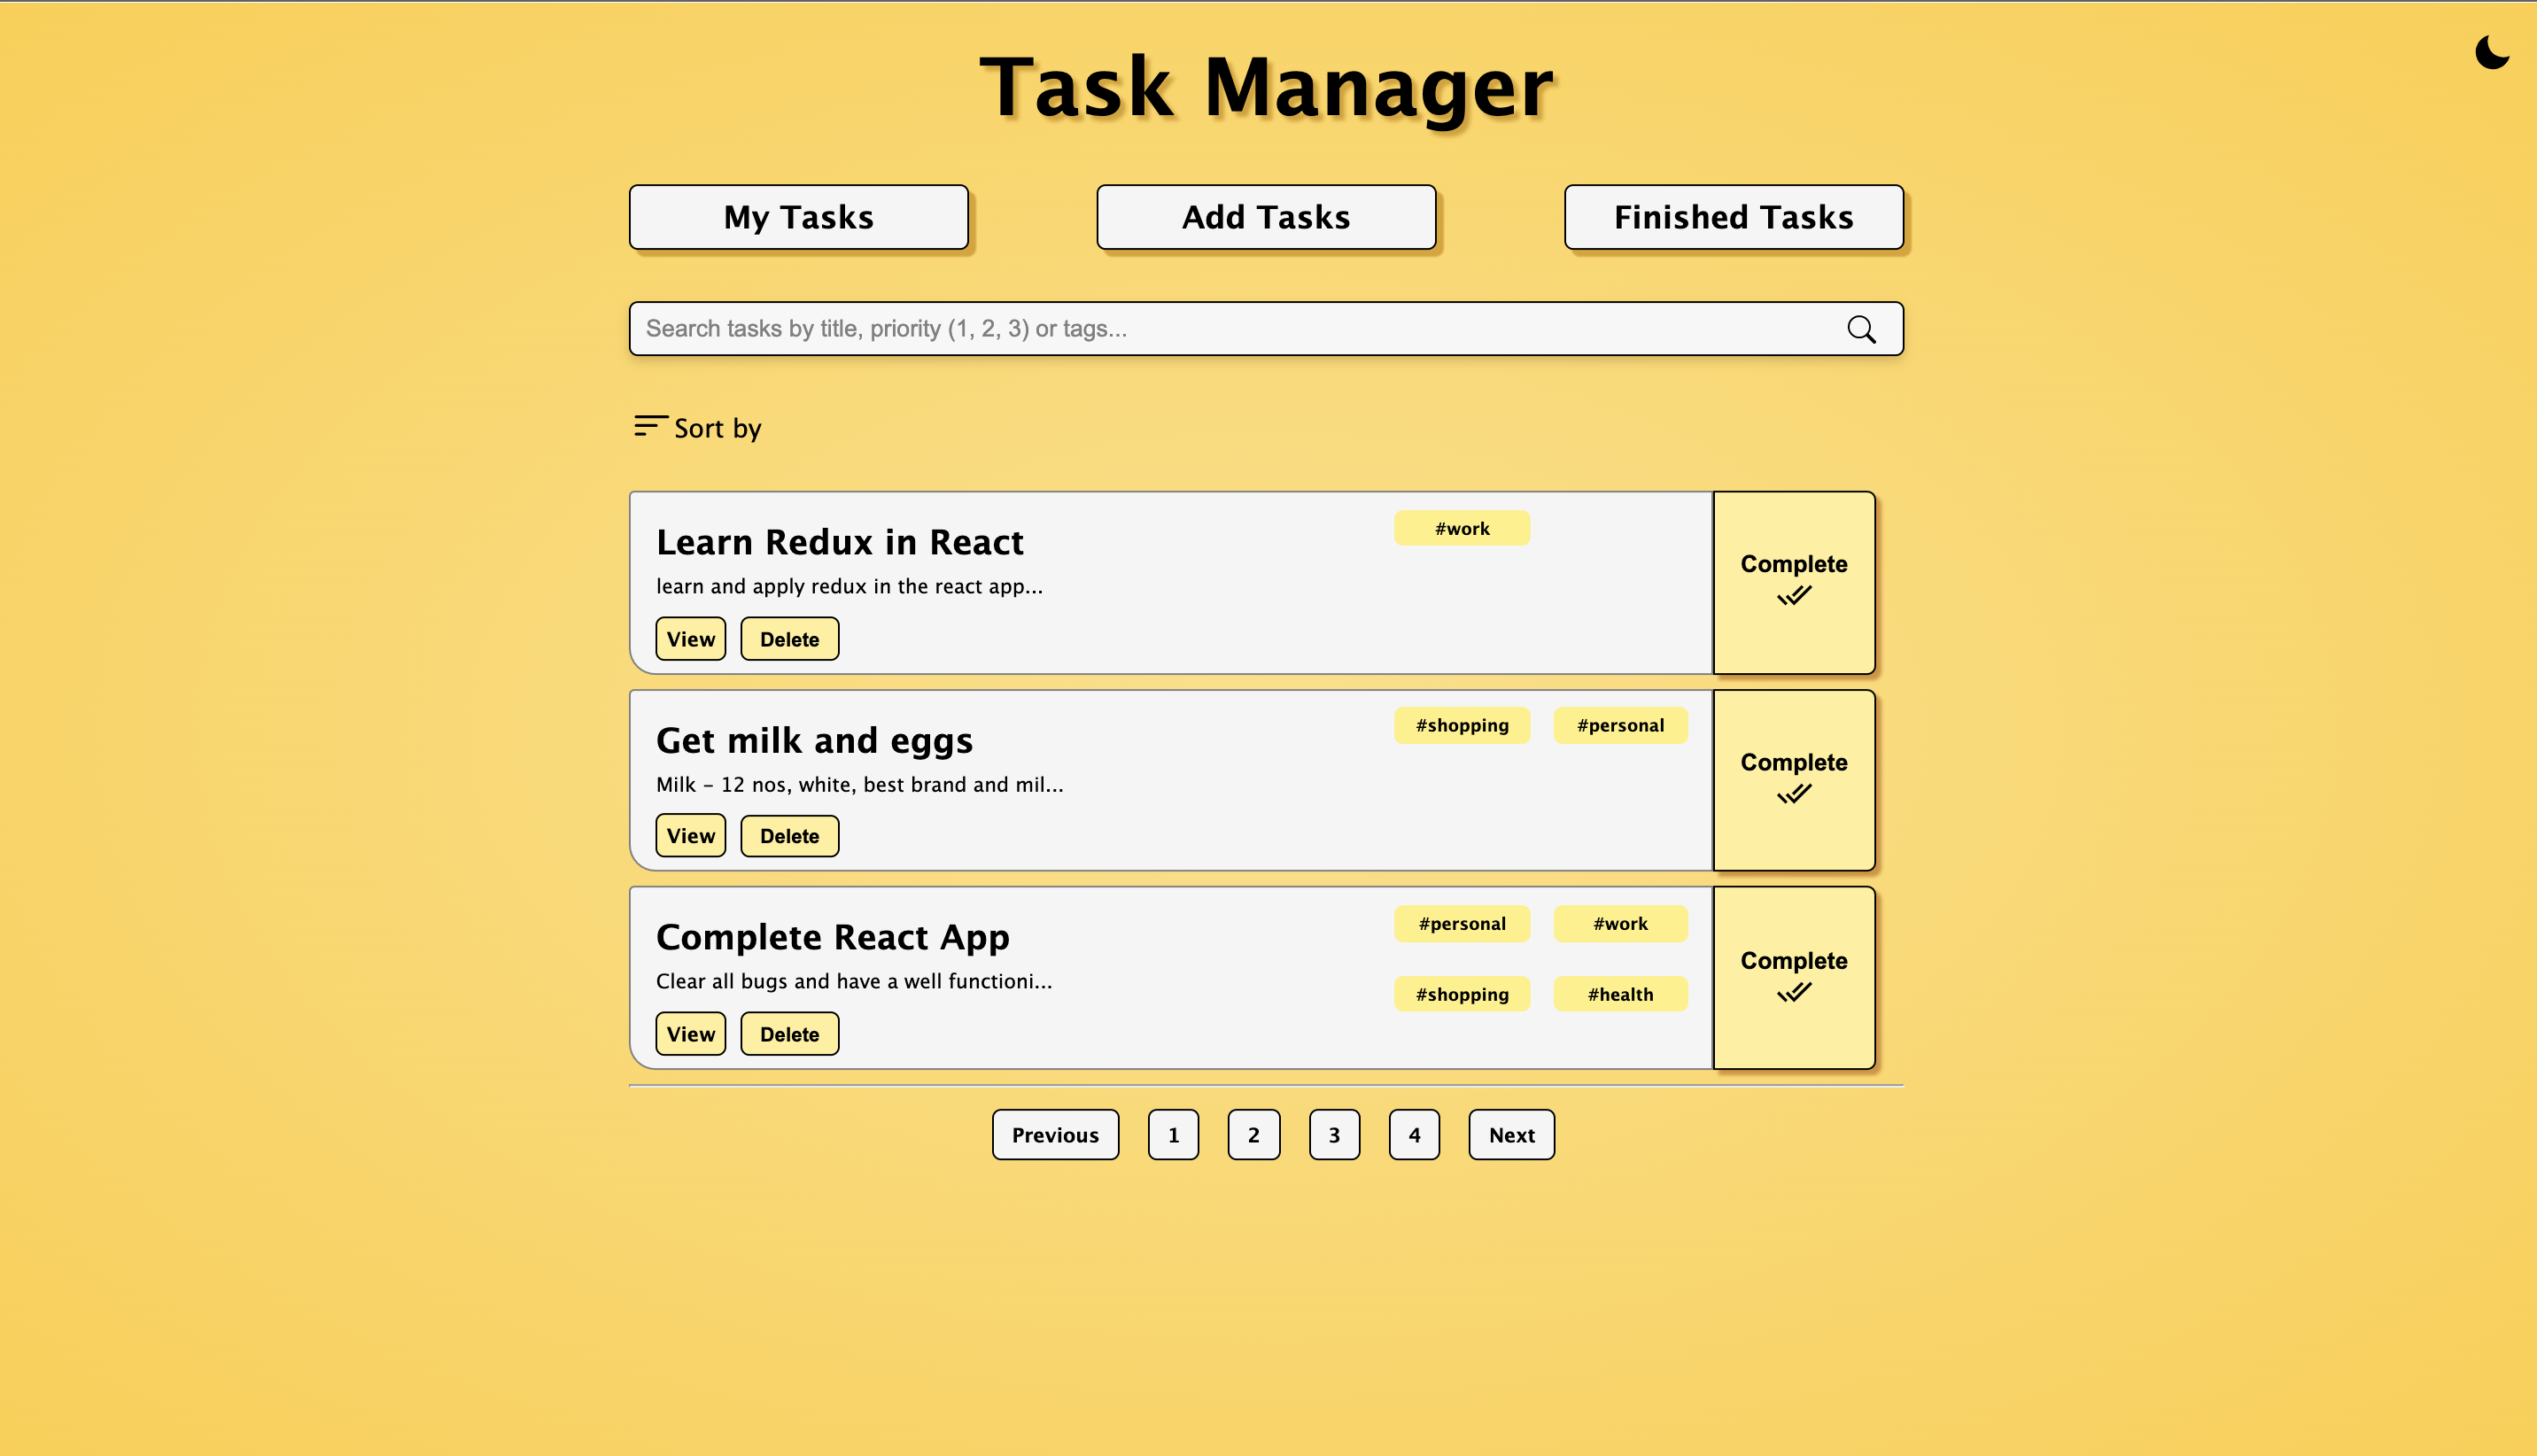 Task Manager
My Tasks
Add Tasks
Finished Tasks
Search tasks by title, priority (1, 2, 3) or tags...
Sort by
Learn Redux in React
#work
learn and apply redux in the react app...
View
Delete
Complete
Get milk and eggs
#shopping
#personal
Milk – 12 nos, white, best brand and mil...
View
Delete
Complete
Complete React App
#personal
#work
Clear all bugs and have a well functioni...
#shopping
#health
View
Delete
Complete
Previous
1
2
3
4
Next